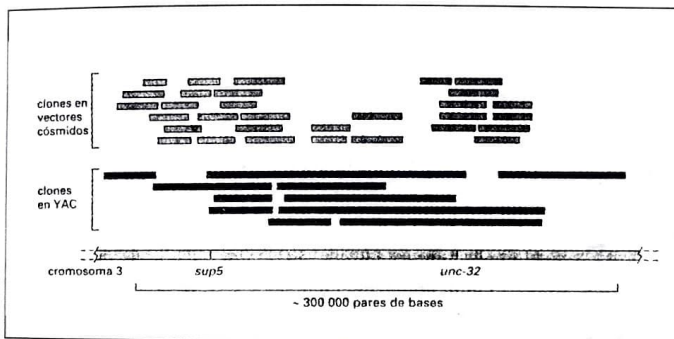 clones en
vectores
cósmidos
clones
en YAC
cromosoma 3 sup5 unc-32
~ 300 000 pares de bases